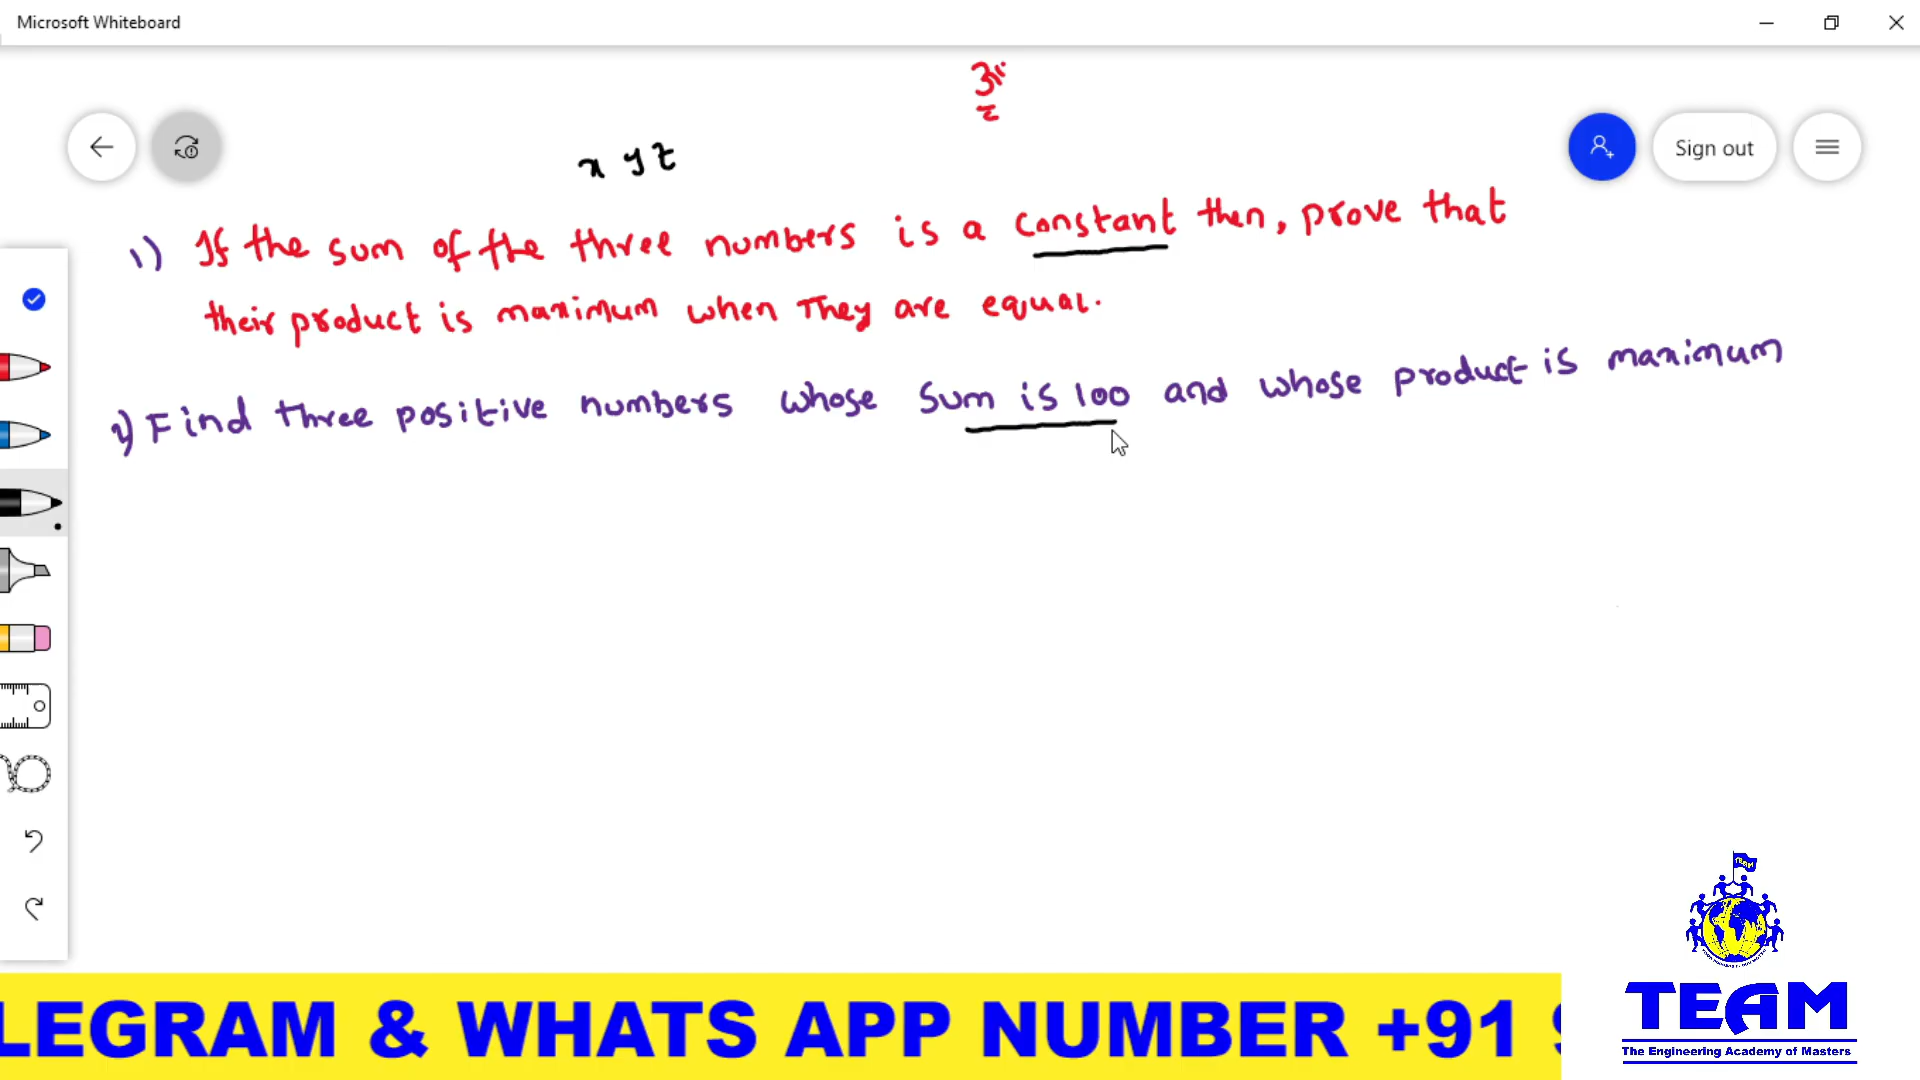 Microsoft Whiteboard
x y z
Sign out
1) If the sum of the three numbers is a constant then, prove that
their product is maximum when They are equal.
2) Find three positive numbers whose sum is 100 and whose product is maximum
LEGRAM & WHATS APP NUMBER +91 9
TEAM
The Engineering Academy of Masters